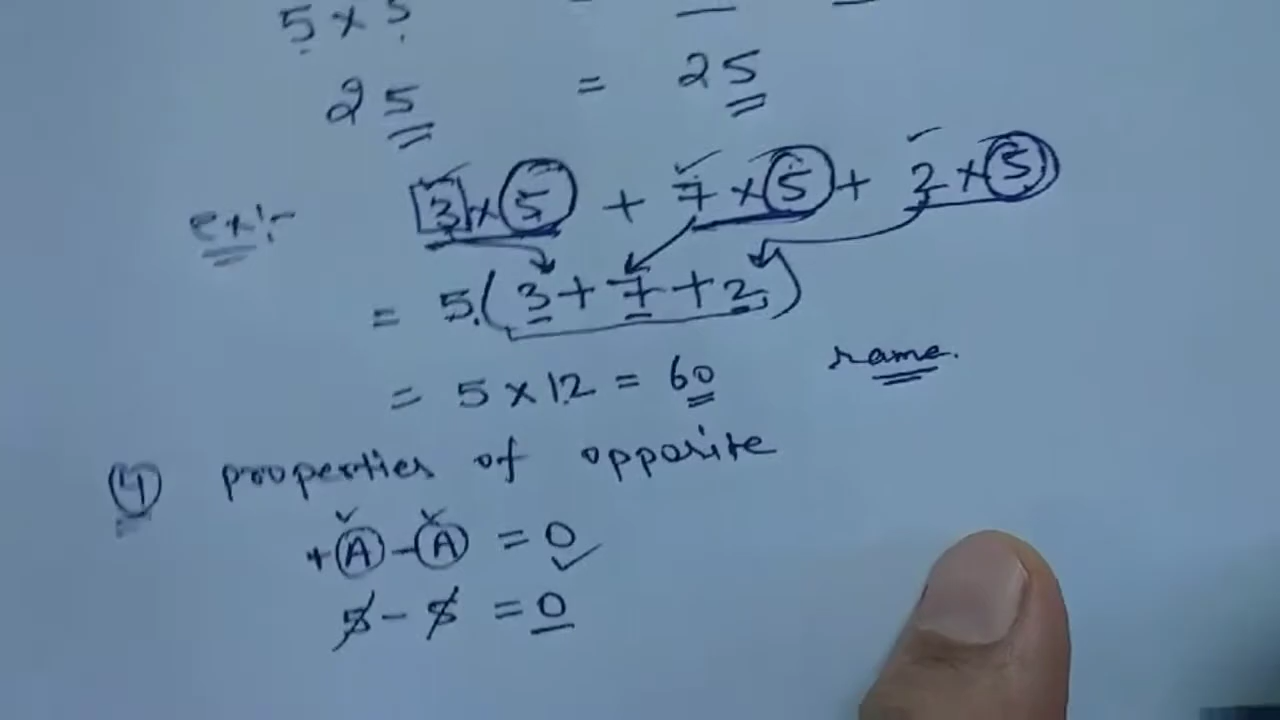 5 × 5 =
25 = 25
ex:- 3 × 5 + 7 × 5 + 2 × 5
= 5.(3 + 7 + 2)
= 5 × 12 = 60 same.
④ properties of opposite
+A - A = 0
5 - 5 = 0